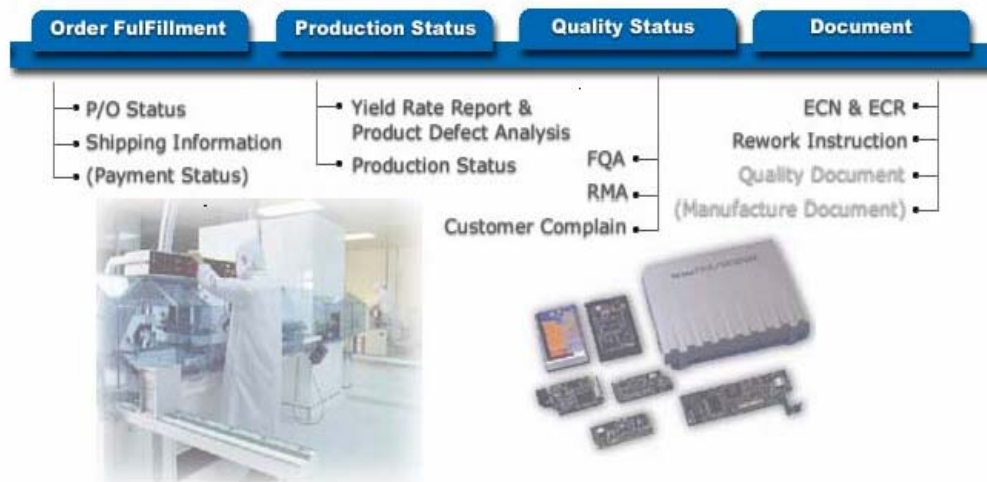 Order FulFillment
Production Status
Quality Status
Document
P/O Status
Shipping Information
(Payment Status)
Yield Rate Report &
Product Defect Analysis
Production Status
FQA
RMA
Customer Complain
ECN & ECR
Rework Instruction
Quality Document
(Manufacture Document)